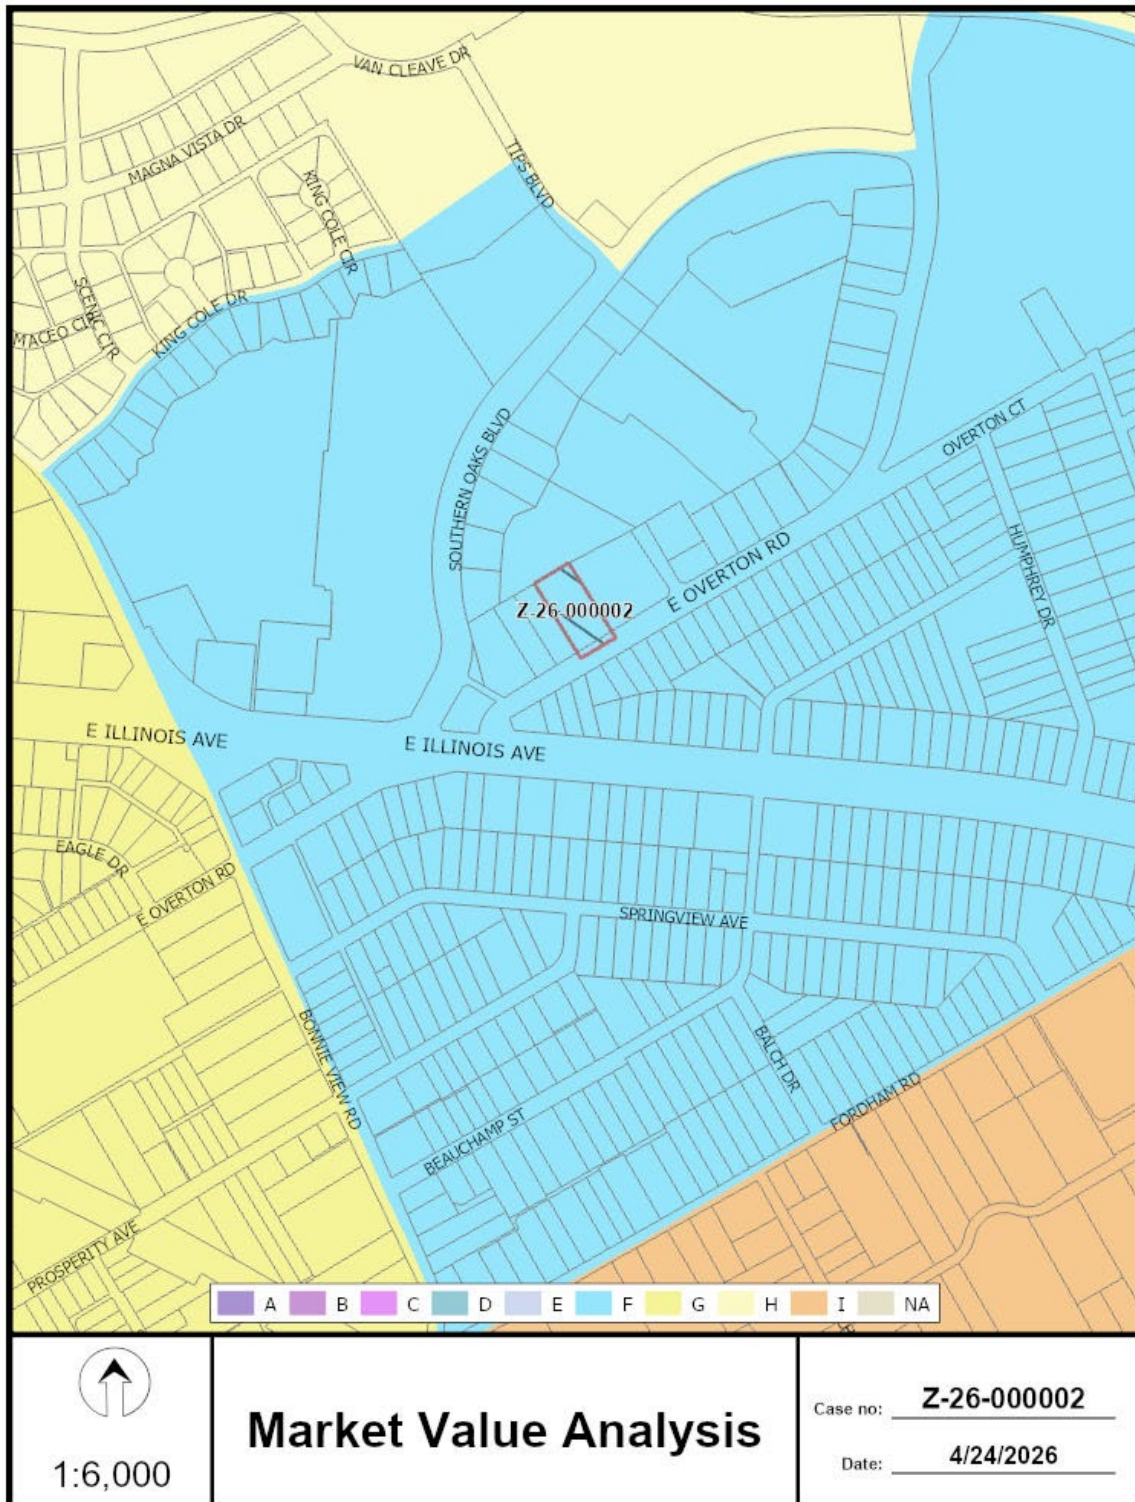 VAN CLEAVE DR
MAGNA VISTA DR
TIPS BLVD
KING COLE CIR
SCENIC CIR
MACEO CIR
KING COLE DR
SOUTHERN OAKS BLVD
OVERTON CT
HUMPHREY DR
E OVERTON RD
Z-26-000002
E ILLINOIS AVE
E ILLINOIS AVE
EAGLE DR
E OVERTON RD
SPRINGVIEW AVE
BONNIE VIEW RD
BALCH DR
FORDHAM RD
BEAUCHAMP ST
PROSPERITY AVE
A B C D E F G H I NA
1:6,000
Market Value Analysis
Case no: Z-26-000002
Date: 4/24/2026